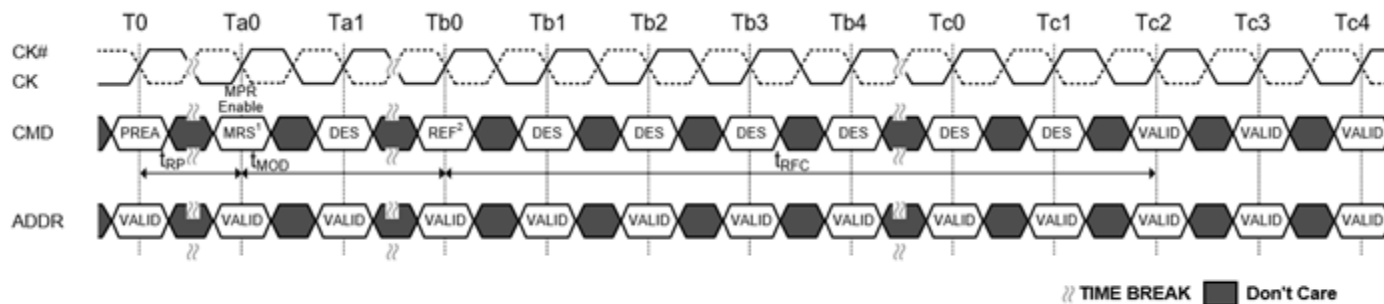 T0 Ta0 Ta1 Tb0 Tb1 Tb2 Tb3 Tb4 Tc0 Tc1 Tc2 Tc3 Tc4
CK#
CK
MPR
Enable
CMD PREA MRS¹ DES REF² DES DES DES DES DES DES VALID VALID VALID
tRP tMOD tRFC
ADDR VALID VALID VALID VALID VALID VALID VALID VALID VALID VALID VALID VALID VALID
TIME BREAK Don't Care